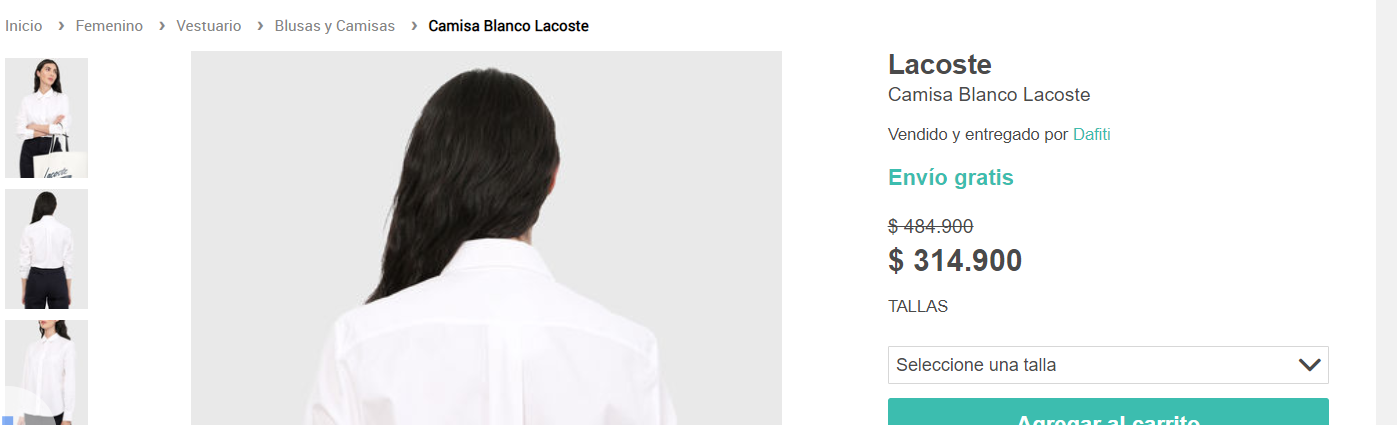 Inicio › Femenino › Vestuario › Blusas y Camisas › Camisa Blanco Lacoste
Lacoste
Lacoste
Camisa Blanco Lacoste
Vendido y entregado por Dafiti
Envío gratis
$ 484.900
$ 314.900
TALLAS
Seleccione una talla
Agregar al carrito